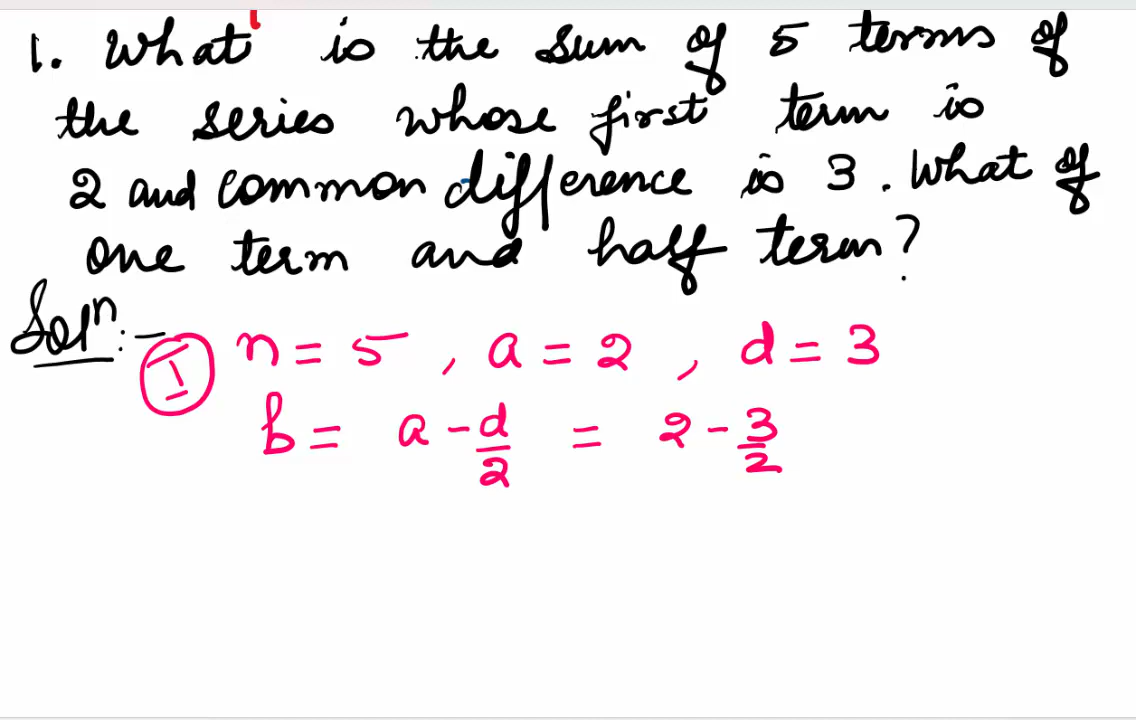 1. What is the sum of 5 terms of
the series whose first term is
2 and common difference is 3. What of
one term and half term?
Solⁿ:-
I n = 5, a = 2, d = 3
b = a - d/2 = 2 - 3/2